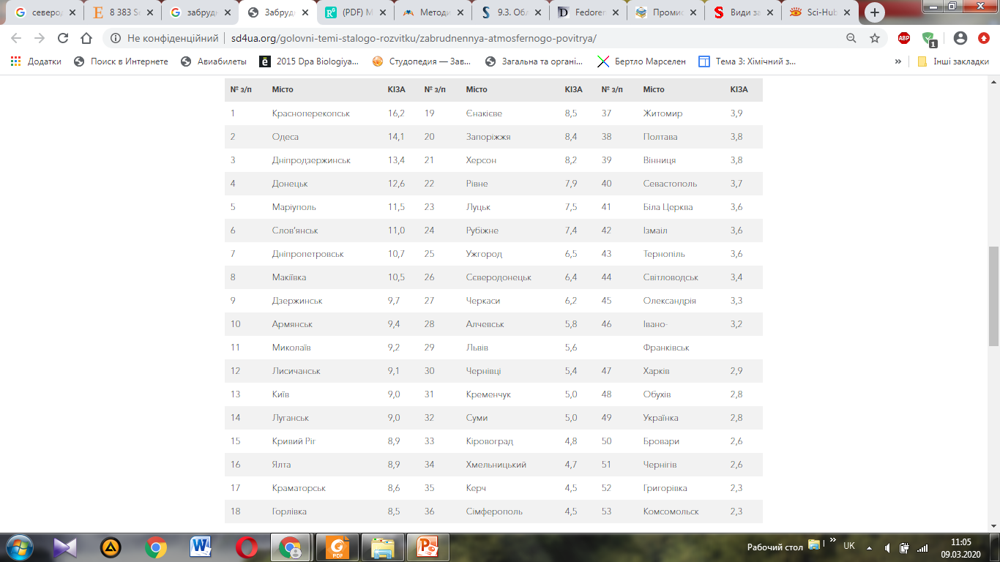 северод
8 383 Se
забрудн
Забрудн
(PDF) M
Методи
9.3. Обл
Fedoren
Промис
Види за
Sci-Hub
Не конфіденційний
sd4ua.org/golovni-temi-stalogo-rozvitku/zabrudnennya-atmosfernogo-povitrya/
ABP
1
Додатки Поиск в Интернете Авиабилеты 2015 Dpa Biologiya... Студопедия — Зав... Загальна та органі... Бертло Марселен Тема 3: Хімічний з... » Інші закладки
№ з/п Місто КІЗА № з/п Місто КІЗА № з/п Місто КІЗА
1 Красноперекопськ 16,2 19 Єнакієве 8,5 37 Житомир 3,9
2 Одеса 14,1 20 Запоріжжя 8,4 38 Полтава 3,8
3 Дніпродзержинськ 13,4 21 Херсон 8,2 39 Вінниця 3,8
4 Донецьк 12,6 22 Рівне 7,9 40 Севастополь 3,7
5 Маріуполь 11,5 23 Луцьк 7,5 41 Біла Церква 3,6
6 Слов'янськ 11,0 24 Рубіжне 7,4 42 Ізмаіл 3,6
7 Дніпропетровськ 10,7 25 Ужгород 6,5 43 Тернопіль 3,6
8 Макіївка 10,5 26 Сєверодонецьк 6,4 44 Світловодськ 3,4
9 Дзержинськ 9,7 27 Черкаси 6,2 45 Олександрія 3,3
10 Армянськ 9,4 28 Алчевськ 5,8 46 Івано- 3,2
11 Миколаїв 9,2 29 Львів 5,6 Франківськ
12 Лисичанськ 9,1 30 Чернівці 5,4 47 Харків 2,9
13 Київ 9,0 31 Кременчук 5,0 48 Обухів 2,8
14 Луганськ 9,0 32 Суми 5,0 49 Українка 2,8
15 Кривий Ріг 8,9 33 Кіровоград 4,8 50 Бровари 2,6
16 Ялта 8,9 34 Хмельницький 4,7 51 Чернігів 2,6
17 Краматорськ 8,6 35 Керч 4,5 52 Григорівка 2,3
18 Горлівка 8,5 36 Сімферополь 4,5 53 Комсомольск 2,3
PDF
Рабочий стол
»
UK
11:05
09.03.2020